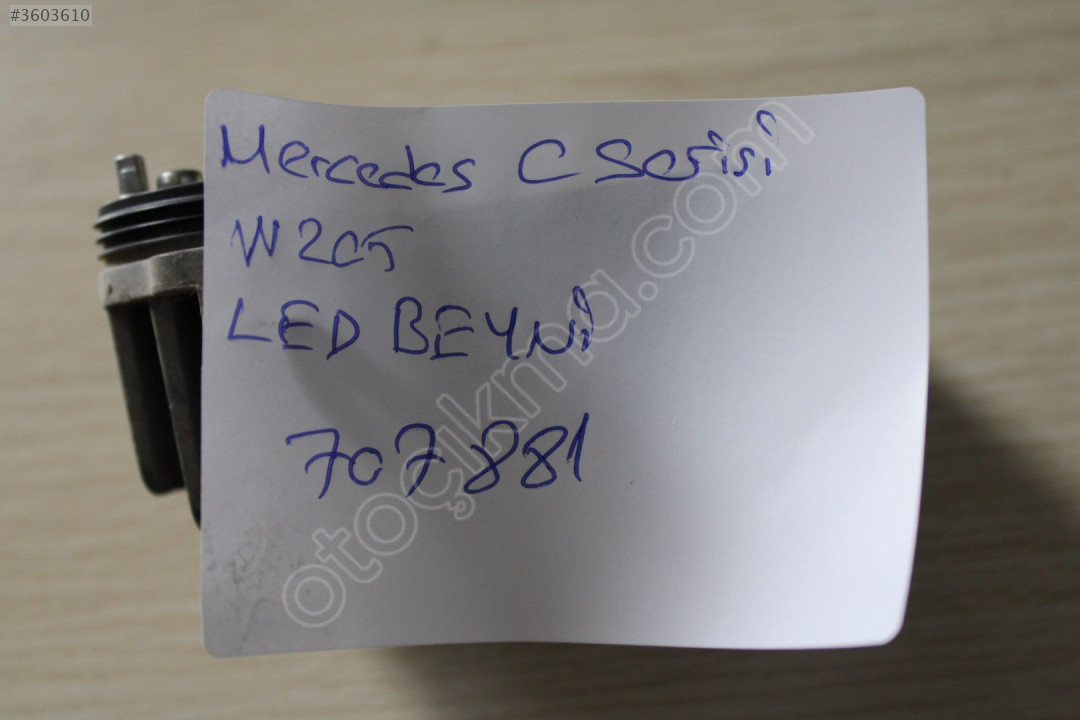 #3603610
Mercedes C Serisi
W205
LED BEYNİ
707881
otoçıkma.com